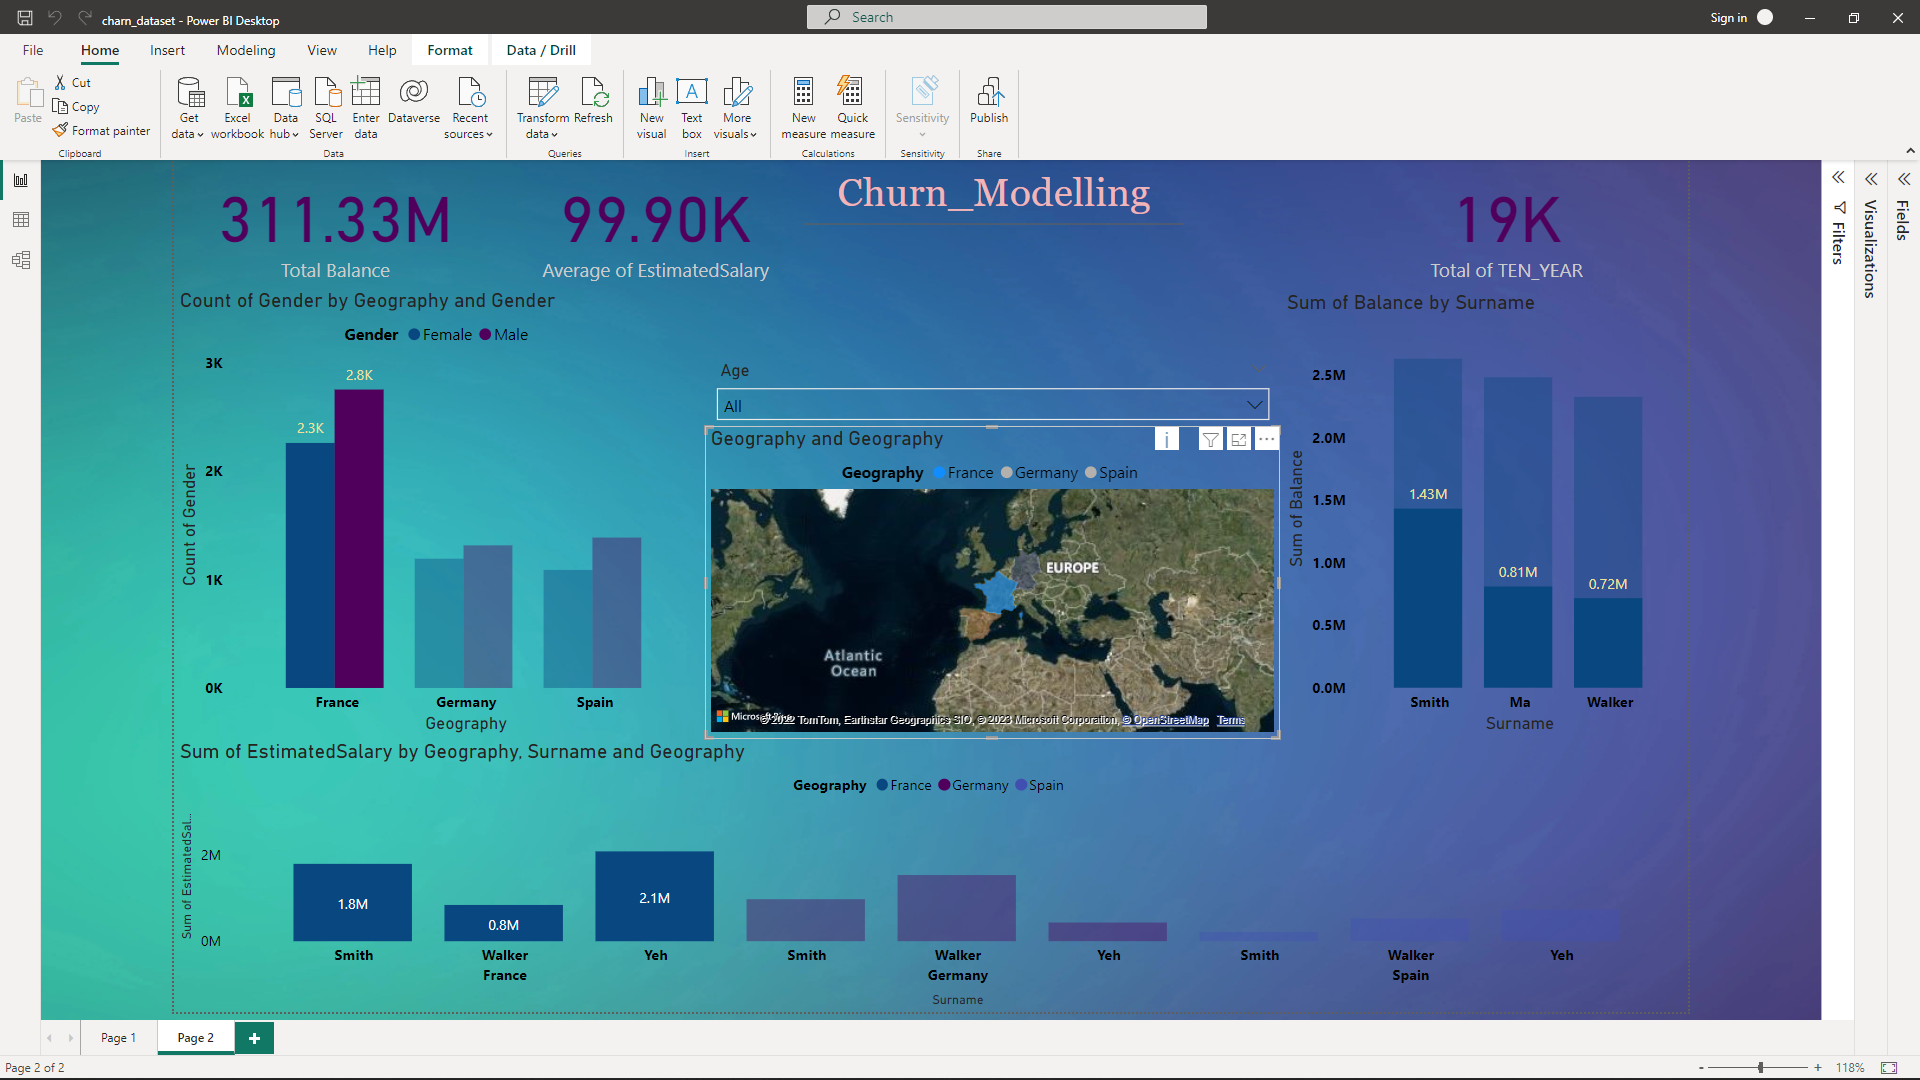 charn_dataset - Power BI Desktop
Search
Sign in
File Home Insert Modeling View Help Format Data / Drill
Paste
Cut
Copy
Format painter
Clipboard
Get data
Excel workbook
Data hub
SQL Server
Enter data
Dataverse
Recent sources
Data
Transform data
Refresh
Queries
New visual
Text box
More visuals
Insert
New measure
Quick measure
Calculations
Sensitivity
Sensitivity
Publish
Share
Churn_Modelling
311.33M
Total Balance
99.90K
Average of EstimatedSalary
19K
Total of TEN_YEAR
Filters
Visualizations
Fields
Count of Gender by Geography and Gender
Gender Female Male
Count of Gender
3K
2K
1K
0K
2.3K
2.8K
France Germany Spain
Geography
Age
All
Geography and Geography
Geography France Germany Spain
EUROPE
Atlantic
Ocean
© 2022 TomTom, Earthstar Geographics SIO, © 2023 Microsoft Corporation, © OpenStreetMap Terms
Sum of Balance by Surname
Sum of Balance
2.5M
2.0M
1.5M
1.0M
0.5M
0.0M
1.43M
0.81M
0.72M
Smith Ma Walker
Surname
Sum of EstimatedSalary by Geography, Surname and Geography
Geography France Germany Spain
Sum of EstimatedSal...
2M
0M
1.8M
0.8M
2.1M
Smith Walker Yeh Smith Walker Yeh Smith Walker Yeh
France Germany Spain
Surname
Page 1 Page 2 +
Page 2 of 2
- + 118%